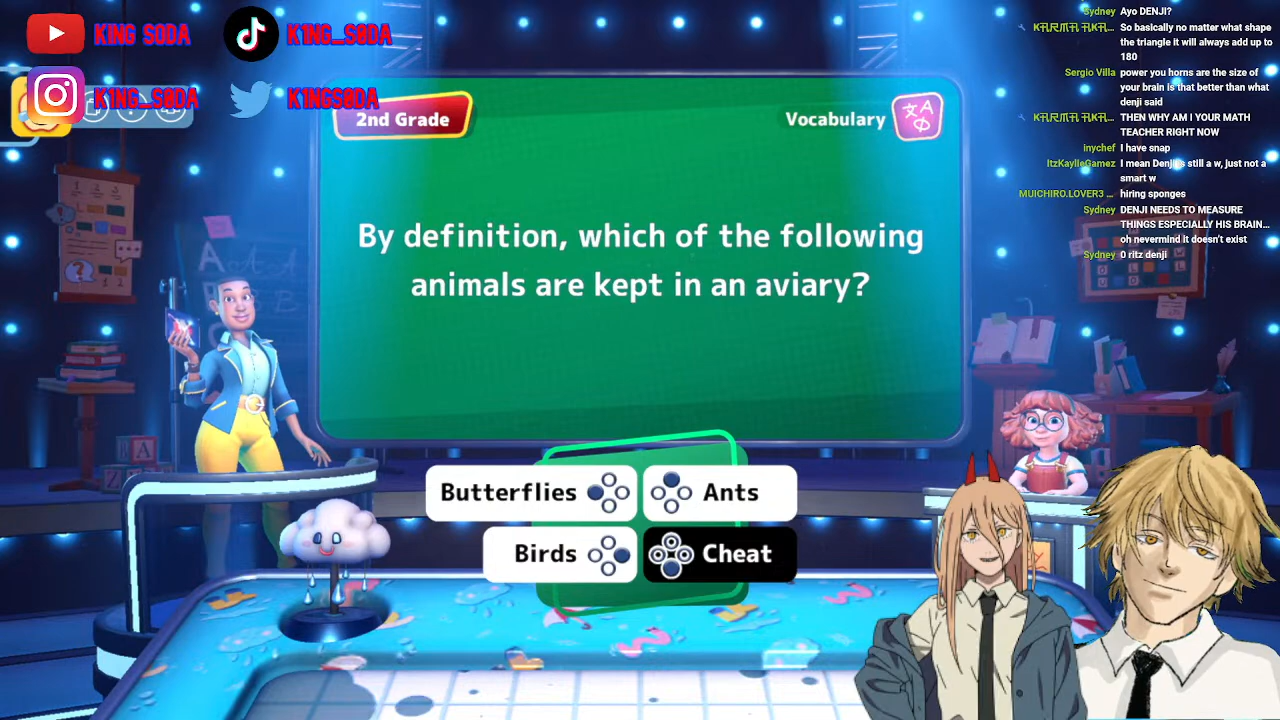 K1NG S0DA
K1NG_S0DA
K1NG_S0DA
K1NGS0DA
2nd Grade
Vocabulary
By definition, which of the following
animals are kept in an aviary?
Butterflies
Ants
Birds
Cheat
Sydney Ayo DENJI?
So basically no matter what shape
the triangle it will always add up to
180
Sergio Villa power you horns are the size of
your brain is that better than what
denji said
THEN WHY AM I YOUR MATH
TEACHER RIGHT NOW
inychef I have snap
ItzKaylieGamez I mean Denji is still a w, just not a
smart w
MUICHIRO.LOVER3 ... hiring sponges
Sydney DENJI NEEDS TO MEASURE
THINGS ESPECIALLY HIS BRAIN...
oh nevermind it doesn't exist
Sydney 0 ritz denji